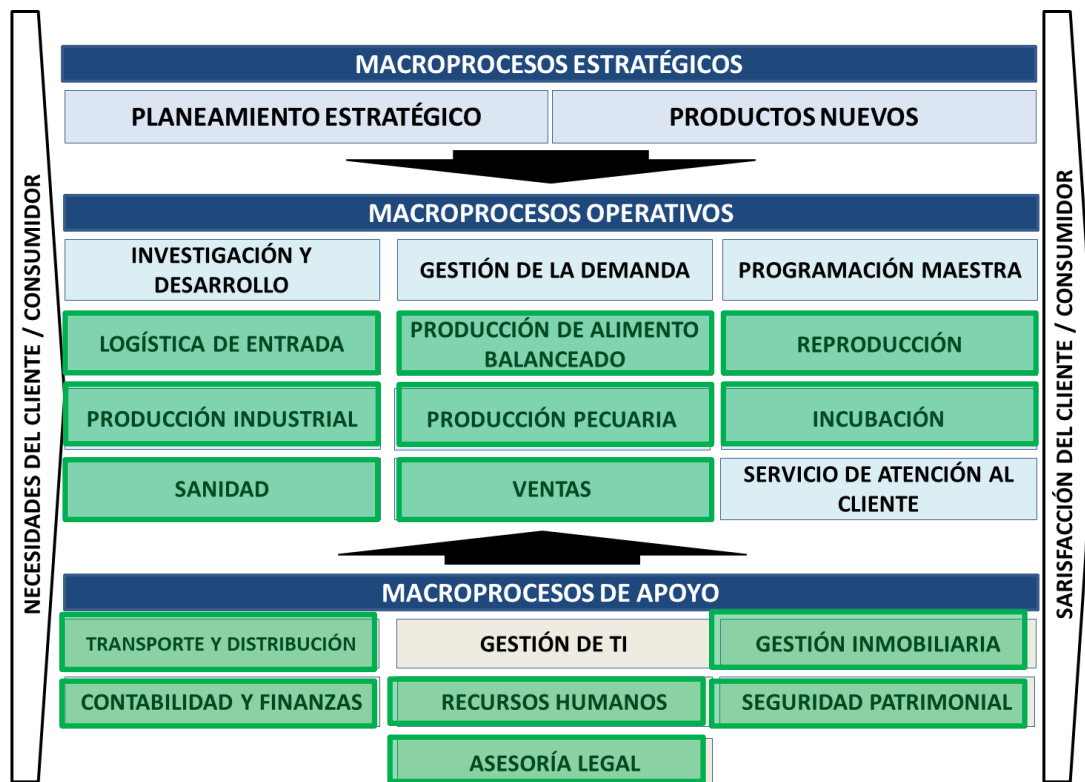 NECESIDADES DEL CLIENTE / CONSUMIDOR
MACROPROCESOS ESTRATÉGICOS
PLANEAMIENTO ESTRATÉGICO
PRODUCTOS NUEVOS
MACROPROCESOS OPERATIVOS
INVESTIGACIÓN Y
DESARROLLO
GESTIÓN DE LA DEMANDA
PROGRAMACIÓN MAESTRA
LOGÍSTICA DE ENTRADA
PRODUCCIÓN DE ALIMENTO
BALANCEADO
REPRODUCCIÓN
PRODUCCIÓN INDUSTRIAL
PRODUCCIÓN PECUARIA
INCUBACIÓN
SANIDAD
VENTAS
SERVICIO DE ATENCIÓN AL
CLIENTE
MACROPROCESOS DE APOYO
TRANSPORTE Y DISTRIBUCIÓN
GESTIÓN DE TI
GESTIÓN INMOBILIARIA
CONTABILIDAD Y FINANZAS
RECURSOS HUMANOS
SEGURIDAD PATRIMONIAL
ASESORÍA LEGAL
SARISFACCIÓN DEL CLIENTE / CONSUMIDOR